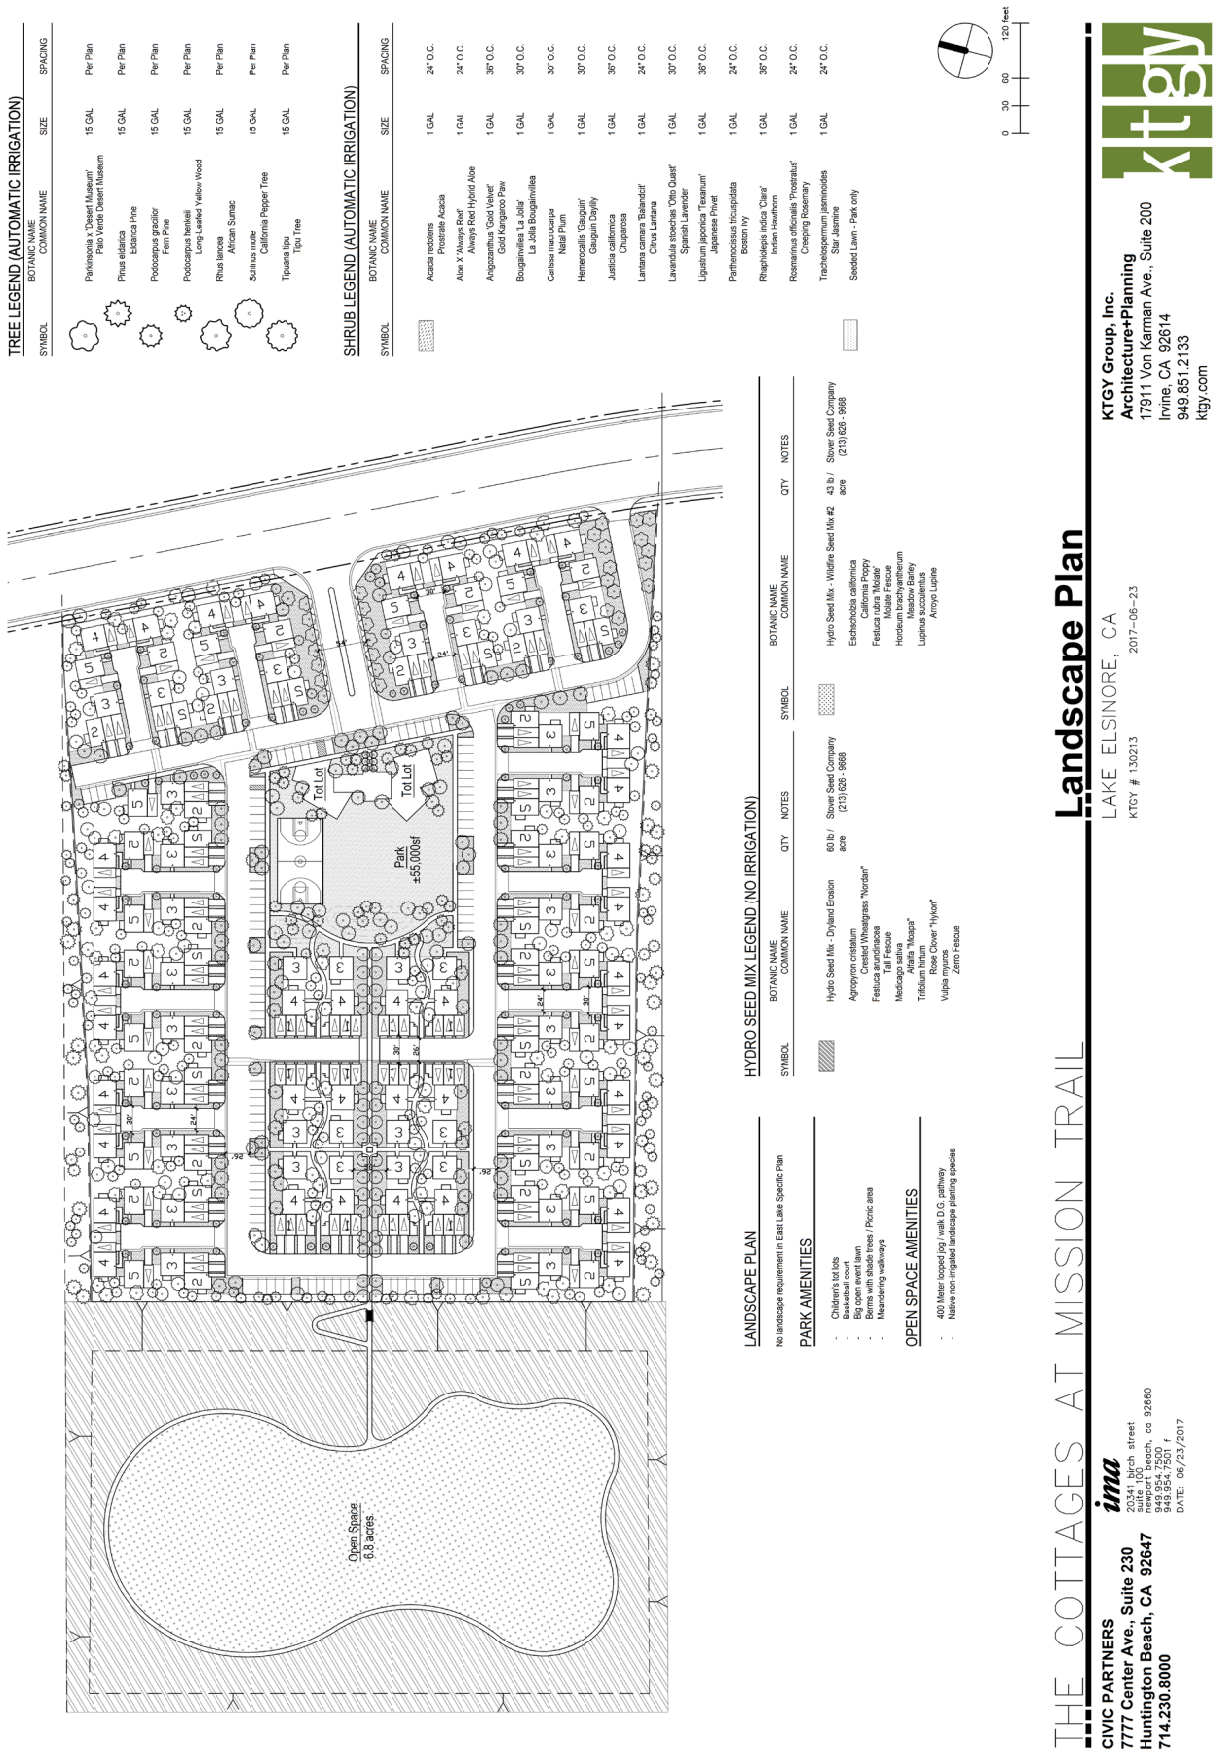 TREE LEGEND (AUTOMATIC IRRIGATION)
SYMBOL BOTANIC NAME COMMON NAME SIZE SPACING
Parkinsonia x 'Desert Museum' 15 GAL Per Plan
Palo Verde Desert Museum
Pinus eldarica 15 GAL Per Plan
Eldarica Pine
Podocarpus gracilior 15 GAL Per Plan
Fern Pine
Podocarpus henkeii 15 GAL Per Plan
Long-Leafed Yellow Wood
Rhus lancea 15 GAL Per Plan
African Sumac
Schinus molle 15 GAL Per Plan
California Pepper Tree
Tipuana tipu 15 GAL Per Plan
Tipu Tree
SHRUB LEGEND (AUTOMATIC IRRIGATION)
SYMBOL BOTANIC NAME COMMON NAME SIZE SPACING
Acacia redolens 1 GAL 24" O.C.
Prostrate Acacia
Aloe X 'Always Red' 1 GAL 24" O.C.
Always Red Hybrid Aloe
Anigozanthus 'Gold Velvet' 1 GAL 36" O.C.
Gold Kangaroo Paw
Bougainvillea 'La Jolla' 1 GAL 30" O.C.
La Jolla Bougainvillea
Carissa macrocarpa 1 GAL 30" O.C.
Natal Plum
Hemerocallis 'Gauguin' 1 GAL 30" O.C.
Gauguin Daylily
Justicia californica 1 GAL 36" O.C.
Chuparosa
Lantana camara 'Balandcit' 1 GAL 24" O.C.
Citrus Lantana
Lavandula stoechas 'Otto Quast' 1 GAL 30" O.C.
Spanish Lavender
Ligustrum japonica 'Texanum' 1 GAL 36" O.C.
Japanese Privet
Parthenocissus tricuspidata 1 GAL 24" O.C.
Boston Ivy
Rhaphiolepis indica 'Clara' 1 GAL 36" O.C.
Indian Hawthorn
Rosmarinus officinalis 'Prostratus' 1 GAL 24" O.C.
Creeping Rosemary
Trachelospermum jasminoides 1 GAL 24" O.C.
Star Jasmine
Seeded Lawn - Park only
0 30 60 120 feet
Tot Lot
Tot Lot
Park
±55,000sf
Open Space
6.8 acres
LANDSCAPE PLAN
No landscape requirement in East Lake Specific Plan
PARK AMENITIES
- Children's tot lots
- Basketball court
- Big open event lawn
- Berms with shade trees / Picnic area
- Meandering walkways
OPEN SPACE AMENITIES
- 400 Meter looped jog / walk D.G. pathway
- Native non-irrigated landscape planting species
HYDRO SEED MIX LEGEND (NO IRRIGATION)
SYMBOL BOTANIC NAME COMMON NAME QTY NOTES
Hydro Seed Mix - Dryland Erosion 60 lb / acre Stover Seed Company
(213) 626 - 9668
Agropyron cristatum
Crested Wheatgrass "Nordan"
Festuca arundinacea
Tall Fescue
Medicago sativa
Alfalfa "Moapa"
Trifolium hirtum
Rose Clover "Hykon"
Vulpia myuros
Zorro Fescue
SYMBOL BOTANIC NAME COMMON NAME QTY NOTES
Hydro Seed Mix - Wildfire Seed Mix #2 43 lb / acre Stover Seed Company
(213) 626 - 9668
Eschscholzia californica
California Poppy
Festuca rubra 'Molate'
Molate Fescue
Hordeum brachyantherum
Meadow Barley
Lupinus succulentus
Arroyo Lupine
THE COTTAGES AT MISSION TRAIL
Landscape Plan
CIVIC PARTNERS
7777 Center Ave., Suite 230
Huntington Beach, CA 92647
714.230.8000
ima
20341 birch street
suite 100
newport beach, ca 92660
949.954.7500
949.954.7501 f
DATE: 06/23/2017
LAKE ELSINORE, CA
KTGY # 130213 2017-06-23
KTGY Group, Inc.
Architecture+Planning
17911 Von Karman Ave., Suite 200
Irvine, CA 92614
949.851.2133
ktgy.com
ktgy